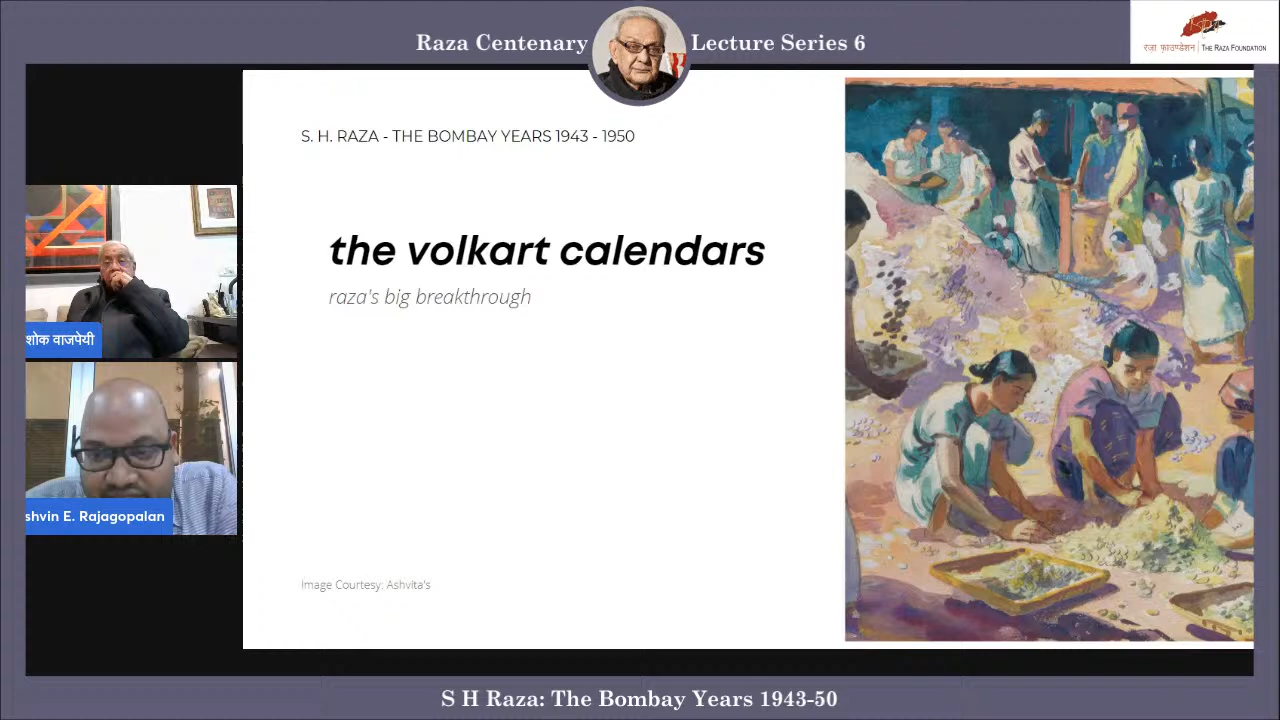 Raza Centenary Lecture Series 6
रज़ा फ़ाउण्डेशन | THE RAZA FOUNDATION
S. H. RAZA - THE BOMBAY YEARS 1943 - 1950
the volkart calendars
raza's big breakthrough
शोक वाजपेयी
shvin E. Rajagopalan
Image Courtesy: Ashvita's
S H Raza: The Bombay Years 1943-50